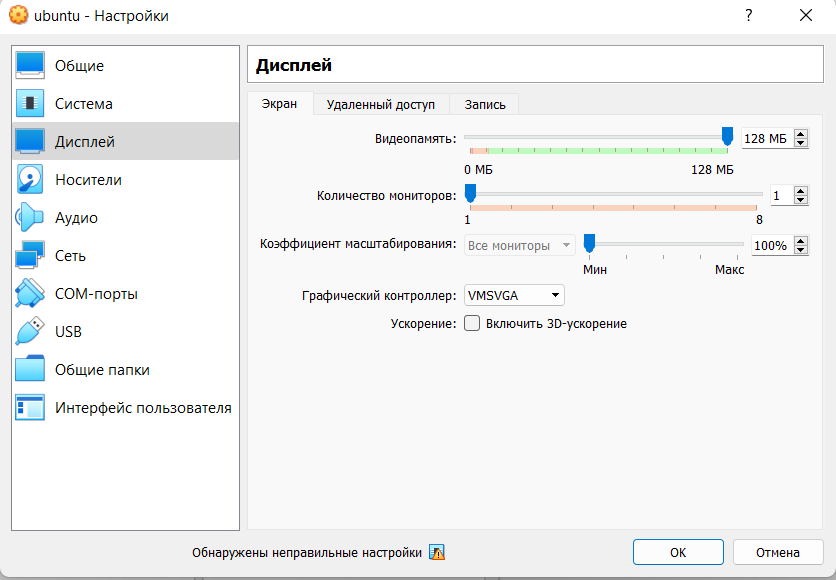 ubuntu - Настройки
?
Общие
Система
Дисплей
Носители
Аудио
Сеть
COM-порты
USB
Общие папки
Интерфейс пользователя
Дисплей
Экран Удаленный доступ Запись
Видеопамять: 128 МБ
0 МБ 128 МБ
Количество мониторов: 1
1 8
Коэффициент масштабирования: Все мониторы 100%
Мин Макс
Графический контроллер: VMSVGA
Ускорение: Включить 3D-ускорение
Обнаружены неправильные настройки
OK Отмена